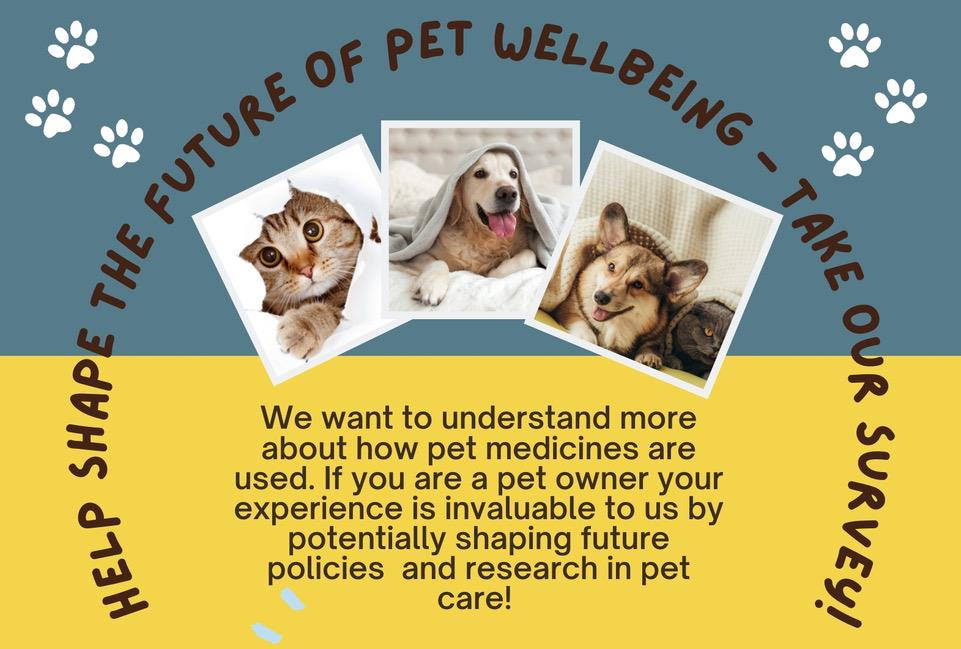 HELP SHAPE THE FUTURE OF PET WELLBEING - TAKE OUR SURVEY!
We want to understand more
about how pet medicines are
used. If you are a pet owner your
experience is invaluable to us by
potentially shaping future
policies  and research in pet
care!